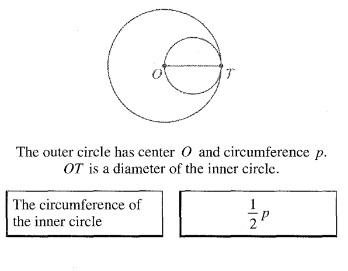 O T
The outer circle has center O and circumference p.
OT is a diameter of the inner circle.
The circumference of
the inner circle
1/2 p